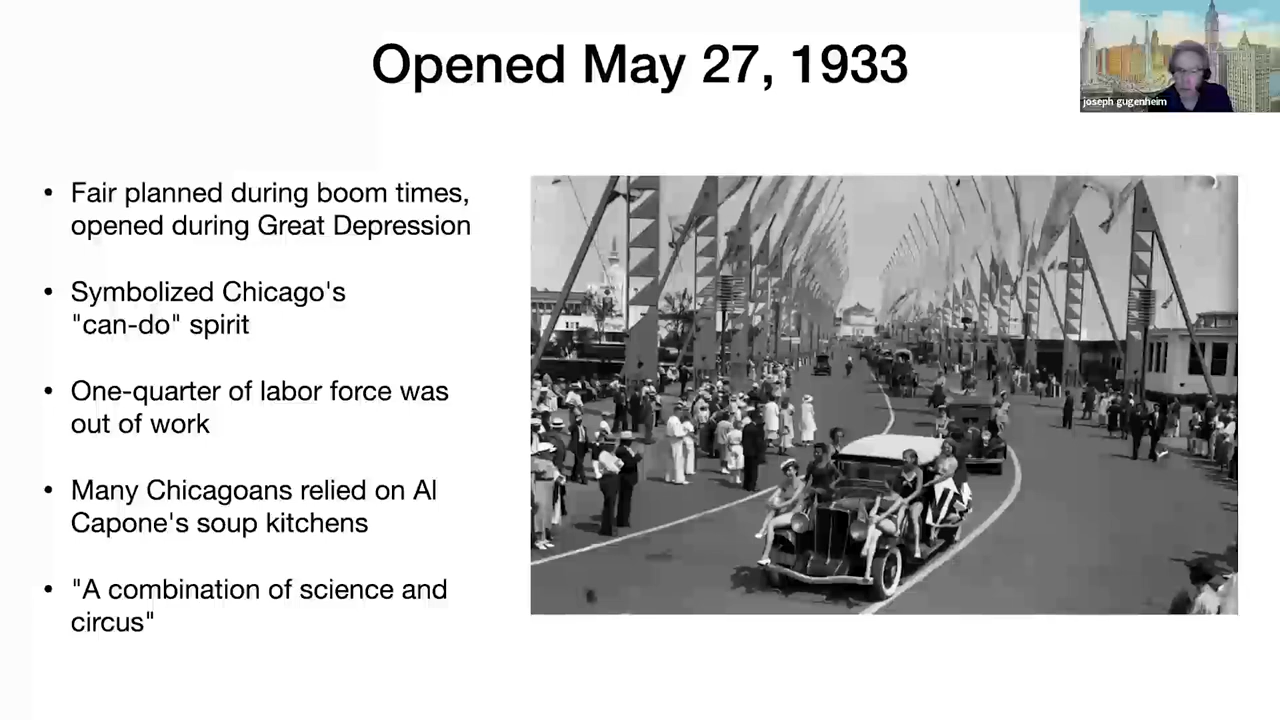 Opened May 27, 1933
joseph gugenheim
• Fair planned during boom times,
opened during Great Depression
• Symbolized Chicago's
"can-do" spirit
• One-quarter of labor force was
out of work
• Many Chicagoans relied on Al
Capone's soup kitchens
• "A combination of science and
circus"